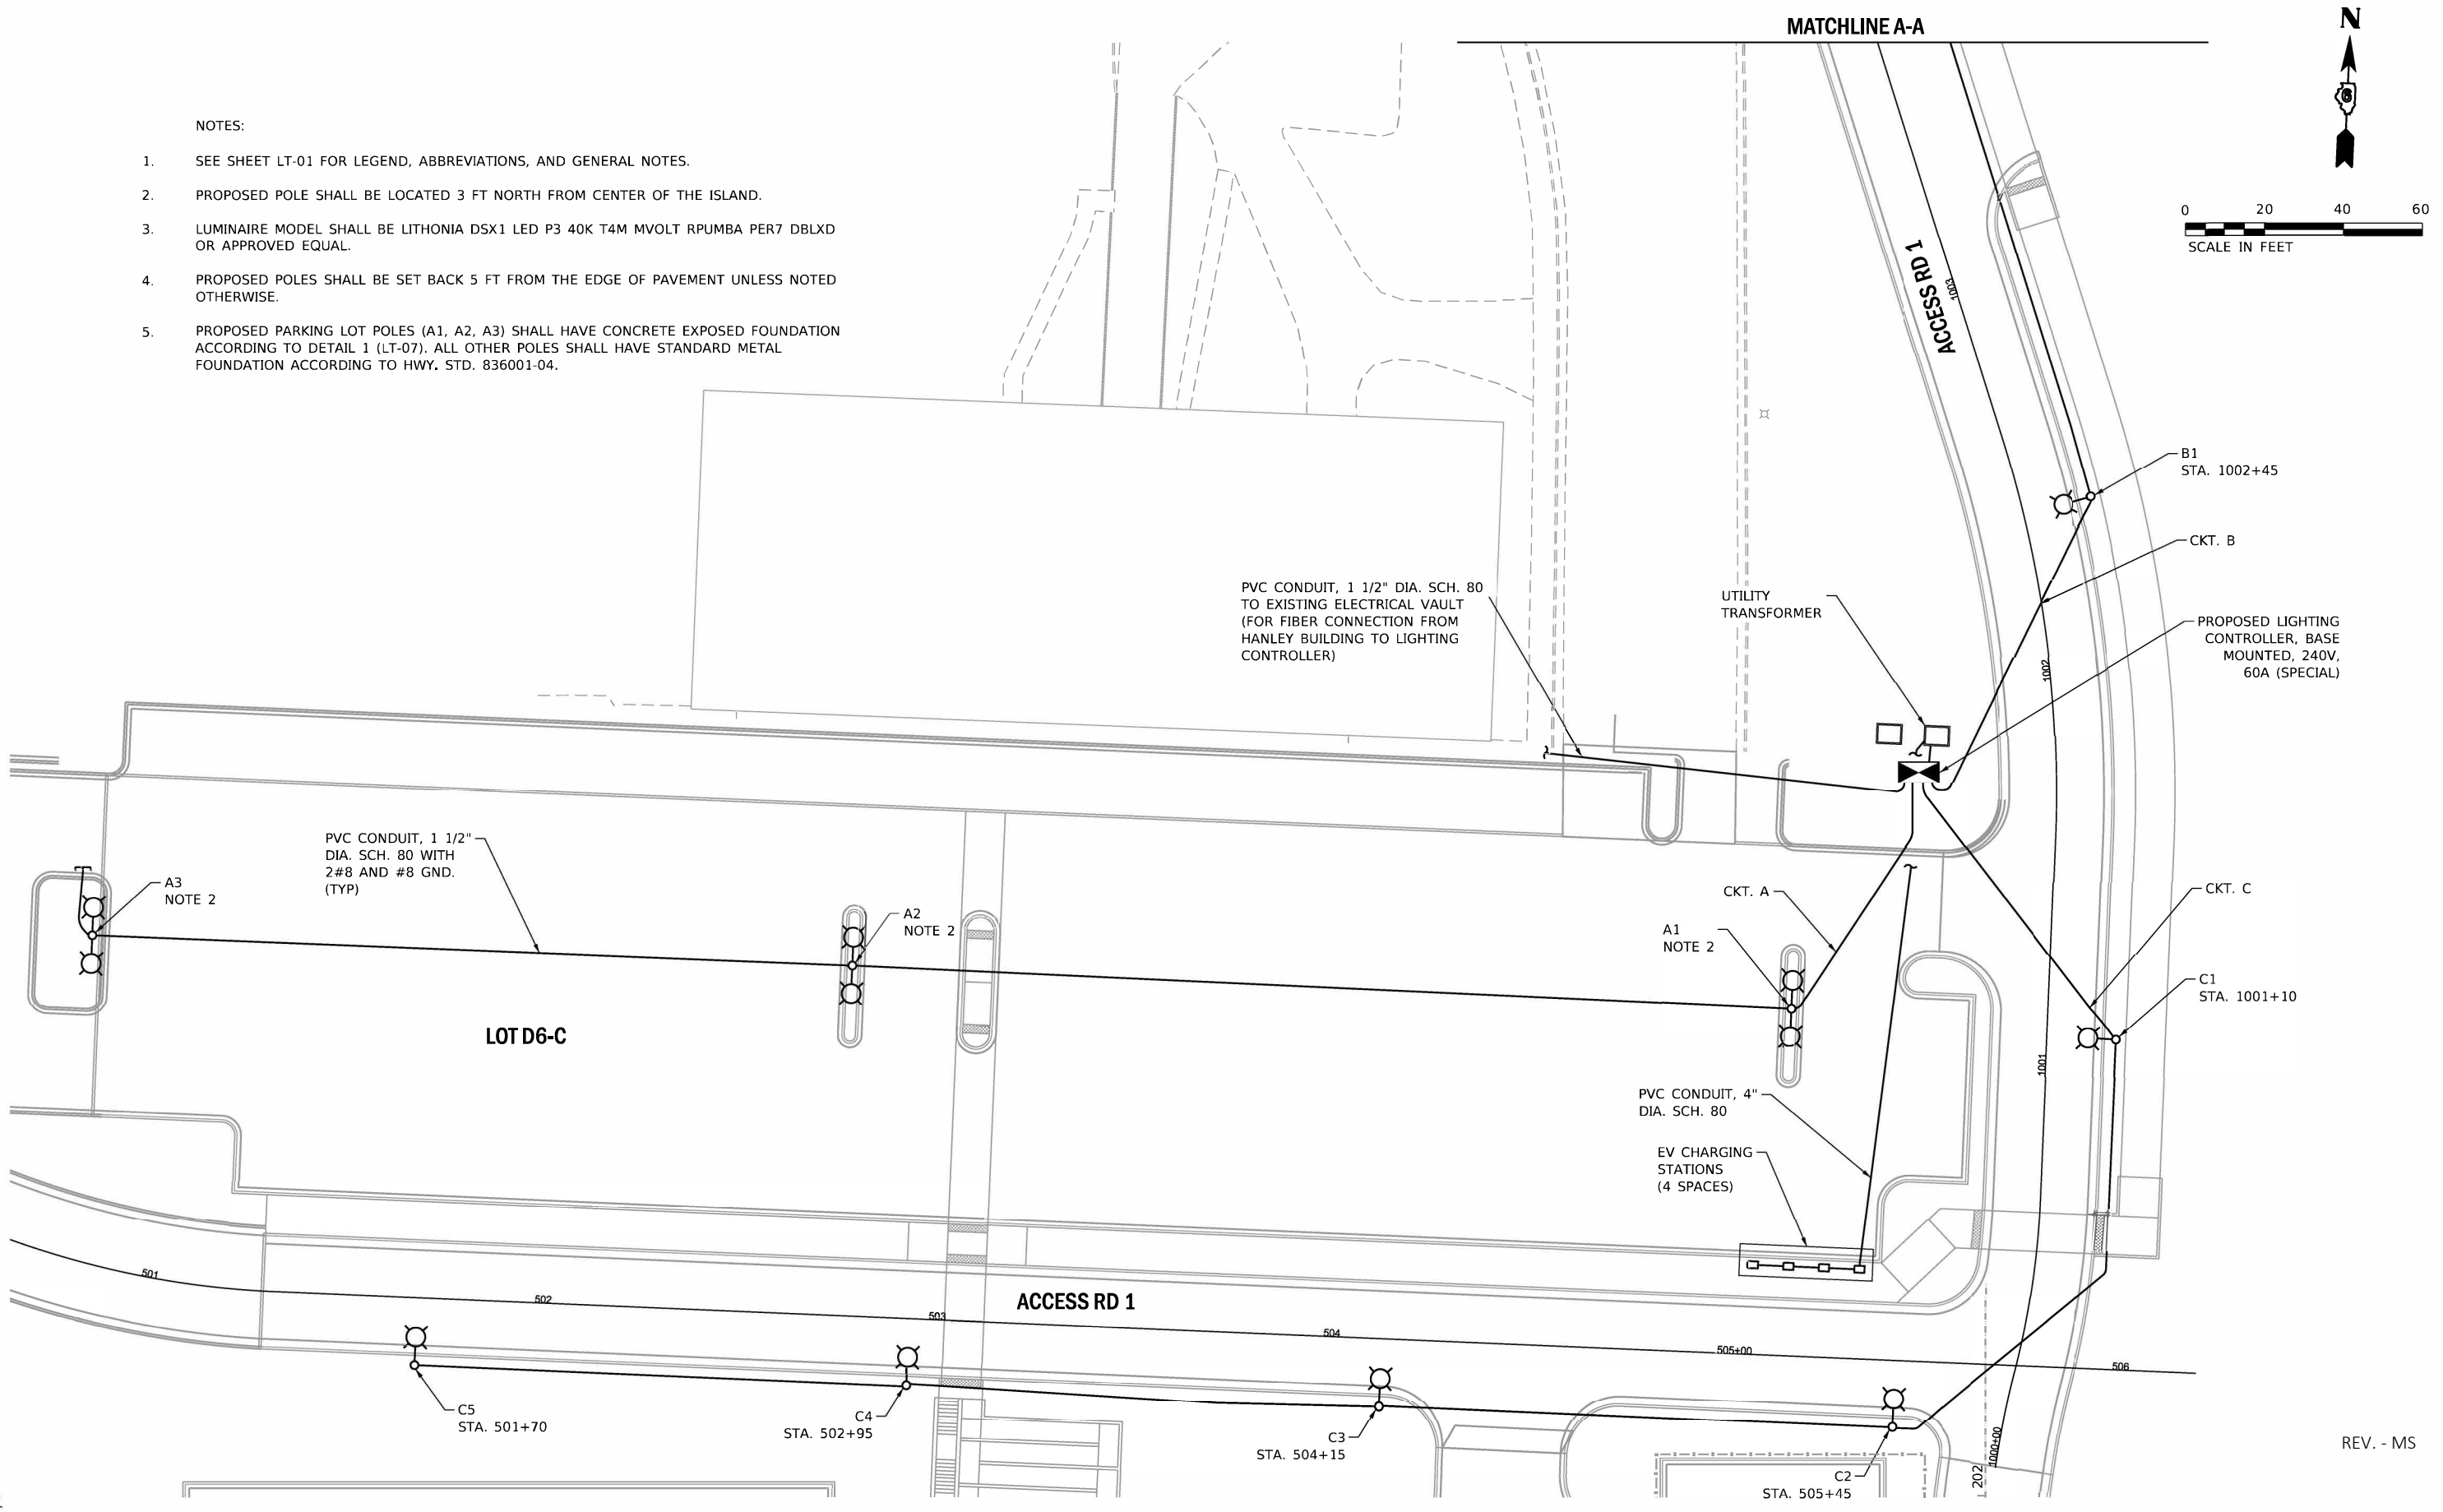 MATCHLINE A-A
N
6
0 20 40 60
SCALE IN FEET
NOTES:
1. SEE SHEET LT-01 FOR LEGEND, ABBREVIATIONS, AND GENERAL NOTES.
2. PROPOSED POLE SHALL BE LOCATED 3 FT NORTH FROM CENTER OF THE ISLAND.
3. LUMINAIRE MODEL SHALL BE LITHONIA DSX1 LED P3 40K T4M MVOLT RPUMBA PER7 DBLXD
OR APPROVED EQUAL.
4. PROPOSED POLES SHALL BE SET BACK 5 FT FROM THE EDGE OF PAVEMENT UNLESS NOTED
OTHERWISE.
5. PROPOSED PARKING LOT POLES (A1, A2, A3) SHALL HAVE CONCRETE EXPOSED FOUNDATION
ACCORDING TO DETAIL 1 (LT-07). ALL OTHER POLES SHALL HAVE STANDARD METAL
FOUNDATION ACCORDING TO HWY. STD. 836001-04.
ACCESS RD 1
1003
B1
STA. 1002+45
CKT. B
PVC CONDUIT, 1 1/2" DIA. SCH. 80
TO EXISTING ELECTRICAL VAULT
(FOR FIBER CONNECTION FROM
HANLEY BUILDING TO LIGHTING
CONTROLLER)
UTILITY
TRANSFORMER
PROPOSED LIGHTING
CONTROLLER, BASE
MOUNTED, 240V,
60A (SPECIAL)
1002
PVC CONDUIT, 1 1/2"
DIA. SCH. 80 WITH
2#8 AND #8 GND.
(TYP)
A3
NOTE 2
A2
NOTE 2
CKT. A
A1
NOTE 2
CKT. C
C1
STA. 1001+10
LOT D6-C
1001
PVC CONDUIT, 4"
DIA. SCH. 80
EV CHARGING
STATIONS
(4 SPACES)
501
502
503
504
505+00
506
ACCESS RD 1
C5
STA. 501+70
C4
STA. 502+95
C3
STA. 504+15
C2
STA. 505+45
202
1000+00
REV. - MS